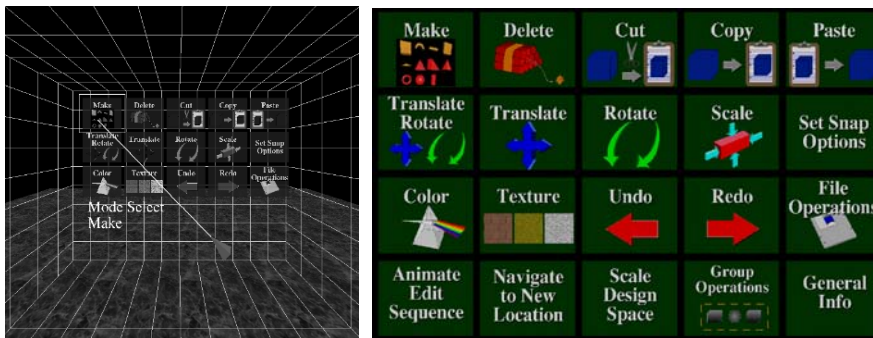 Make
Delete
Cut
Copy
Paste
Translate
Rotate
Translate
Rotate
Scale
Set Snap
Options
Color
Texture
Undo
Redo
File
Operations
Mode Select
Make
Make
Delete
Cut
Copy
Paste
Translate
Rotate
Translate
Rotate
Scale
Set Snap
Options
Color
Texture
Undo
Redo
File
Operations
Animate
Edit
Sequence
Navigate
to New
Location
Scale
Design
Space
Group
Operations
General
Info